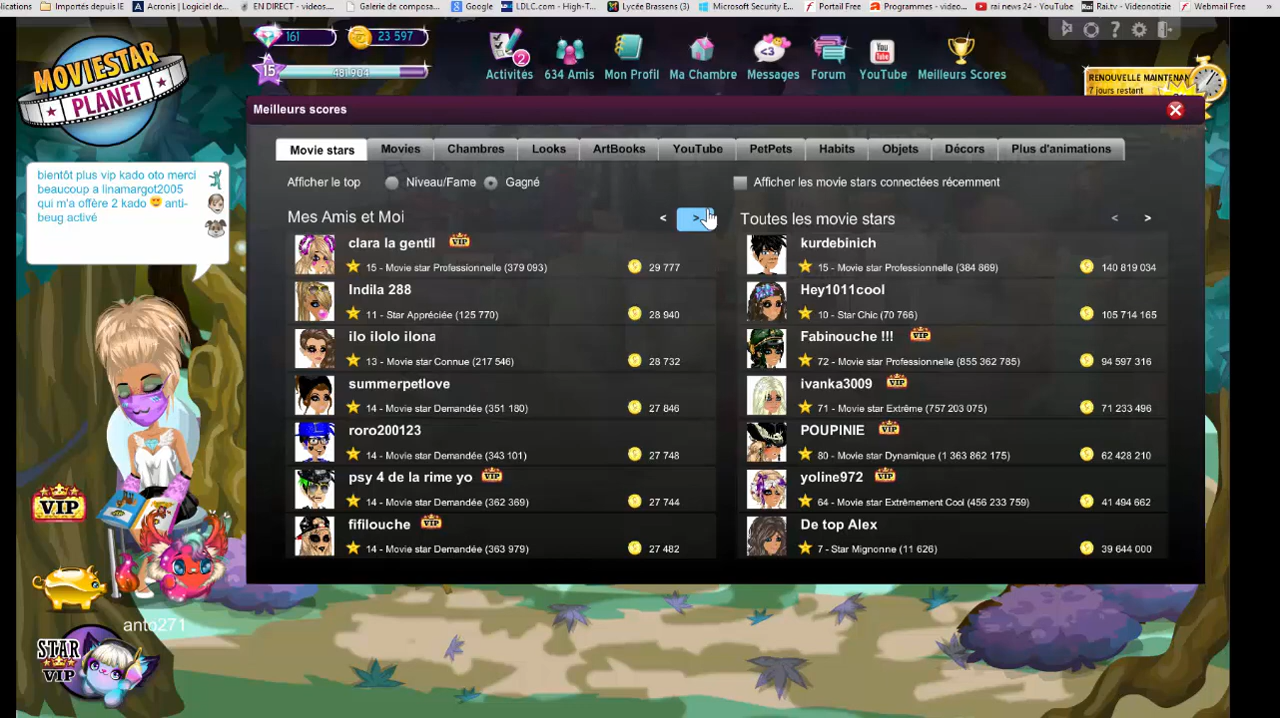 plications
Importés depuis IE
Acronis | Logiciel de...
EN DIRECT - videos...
Galerie de composa...
Google
LDLC.com - High-T...
Lycée Brassens (3)
Microsoft Security E...
Portail Free
Programmes - video...
rai news 24 - YouTube
Rai.tv - Videonotizie
Webmail Free
»
MOVIESTAR
PLANET
161
23 597
15
481 904
2
Activités
634 Amis
Mon Profil
Ma Chambre
<3
Messages
Forum
You
Tube
YouTube
Meilleurs Scores
?
RENOUVELLE MAINTENAN
7 jours restant
Meilleurs scores
Movie stars
Movies
Chambres
Looks
ArtBooks
YouTube
PetPets
Habits
Objets
Décors
Plus d'animations
Afficher le top
Niveau/Fame
Gagné
Afficher les movie stars connectées récemment
bientôt plus vip kado oto merci
beaucoup a linamargot2005
qui m'a offère 2 kado anti-
beug activé
Mes Amis et Moi
< >
clara la gentil VIP
15 - Movie star Professionnelle (379 093) 29 777
Indila 288
11 - Star Appréciée (125 770) 28 940
ilo ilolo ilona
13 - Movie star Connue (217 546) 28 732
summerpetlove
14 - Movie star Demandée (351 180) 27 846
roro200123
14 - Movie star Demandée (343 101) 27 748
psy 4 de la rime yo VIP
14 - Movie star Demandée (362 369) 27 744
fifilouche VIP
14 - Movie star Demandée (363 979) 27 482
Toutes les movie stars
< >
kurdebinich
15 - Movie star Professionnelle (384 869) 140 819 034
Hey1011cool
10 - Star Chic (70 766) 105 714 165
Fabinouche !!! VIP
72 - Movie star Professionnelle (855 362 785) 94 597 316
ivanka3009 VIP
71 - Movie star Extrême (757 203 075) 71 233 496
POUPINIE VIP
80 - Movie star Dynamique (1 363 862 175) 62 428 210
yoline972 VIP
64 - Movie star Extrêmement Cool (456 233 759) 41 494 662
De top Alex
7 - Star Mignonne (11 626) 39 644 000
VIP
anto271
STAR
VIP